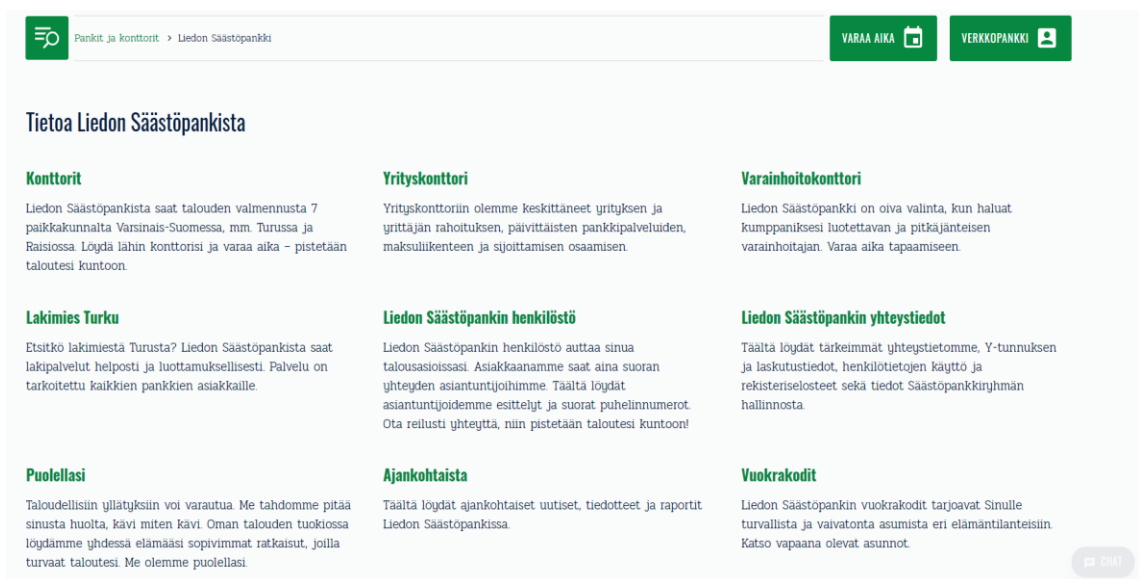 Pankit ja konttorit > Liedon Säästöpankki
VARAA AIKA
VERKKOPANKKI
Tietoa Liedon Säästöpankista
Konttorit
Liedon Säästöpankista saat talouden valmennusta 7
paikkakunnalta Varsinais-Suomessa, mm. Turussa ja
Raisiossa. Löydä lähin konttorisi ja varaa aika – pistetään
taloutesi kuntoon.
Yrityskonttori
Yrityskonttoriin olemme keskittäneet yrityksen ja
yrittäjän rahoituksen, päivittäisten pankkipalveluiden,
maksuliikenteen ja sijoittamisen osaamisen.
Varainhoitokonttori
Liedon Säästöpankki on oiva valinta, kun haluat
kumppaniksesi luotettavan ja pitkäjänteisen
varainhoitajan. Varaa aika tapaamiseen.
Lakimies Turku
Etsitkö lakimiestä Turusta? Liedon Säästöpankista saat
lakipalvelut helposti ja luottamuksellisesti. Palvelu on
tarkoitettu kaikkien pankkien asiakkaille.
Liedon Säästöpankin henkilöstö
Liedon Säästöpankin henkilöstö auttaa sinua
talousasioissasi. Asiakkaanamme saat aina suoran
yhteyden asiantuntijoihimme. Täältä löydät
asiantuntijoidemme esittelyt ja suorat puhelinnumerot.
Ota reilusti yhteyttä, niin pistetään taloutesi kuntoon!
Liedon Säästöpankin yhteystiedot
Täältä löydät tärkeimmät yhteystietomme, Y-tunnuksen
ja laskutustiedot, henkilötietojen käyttö ja
rekisteriselosteet sekä tiedot Säästöpankkiryhmän
hallinnosta.
Puolellasi
Taloudellisiin yllätyksiin voi varautua. Me tahdomme pitää
sinusta huolta, kävi miten kävi. Oman talouden tuokiossa
löydämme yhdessä elämääsi sopivimmat ratkaisut, joilla
turvaat taloutesi. Me olemme puolellasi.
Ajankohtaista
Täältä löydät ajankohtaiset uutiset, tiedotteet ja raportit
Liedon Säästöpankissa.
Vuokrakodit
Liedon Säästöpankin vuokrakodit tarjoavat Sinulle
turvallista ja vaivatonta asumista eri elämäntilanteisiin.
Katso vapaana olevat asunnot.
CHAT